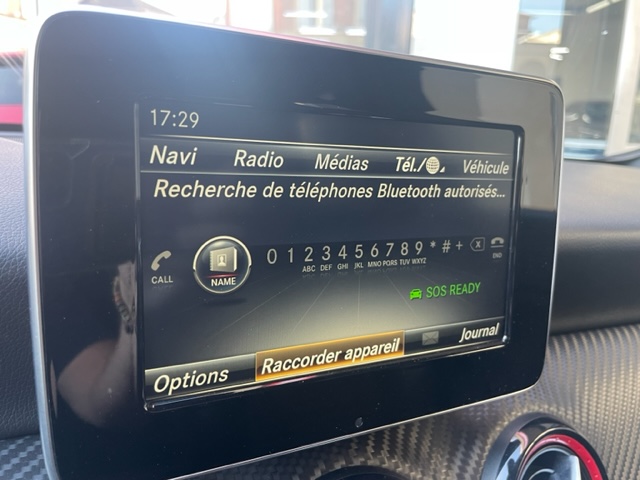 17:29
Navi Radio Médias Tél./ Véhicule
Recherche de téléphones Bluetooth autorisés...
CALL NAME 0 1 2 3 4 5 6 7 8 9 * # + END
ABC DEF GHI JKL MNO PQRS TUV WXYZ
SOS READY
Options Raccorder appareil Journal